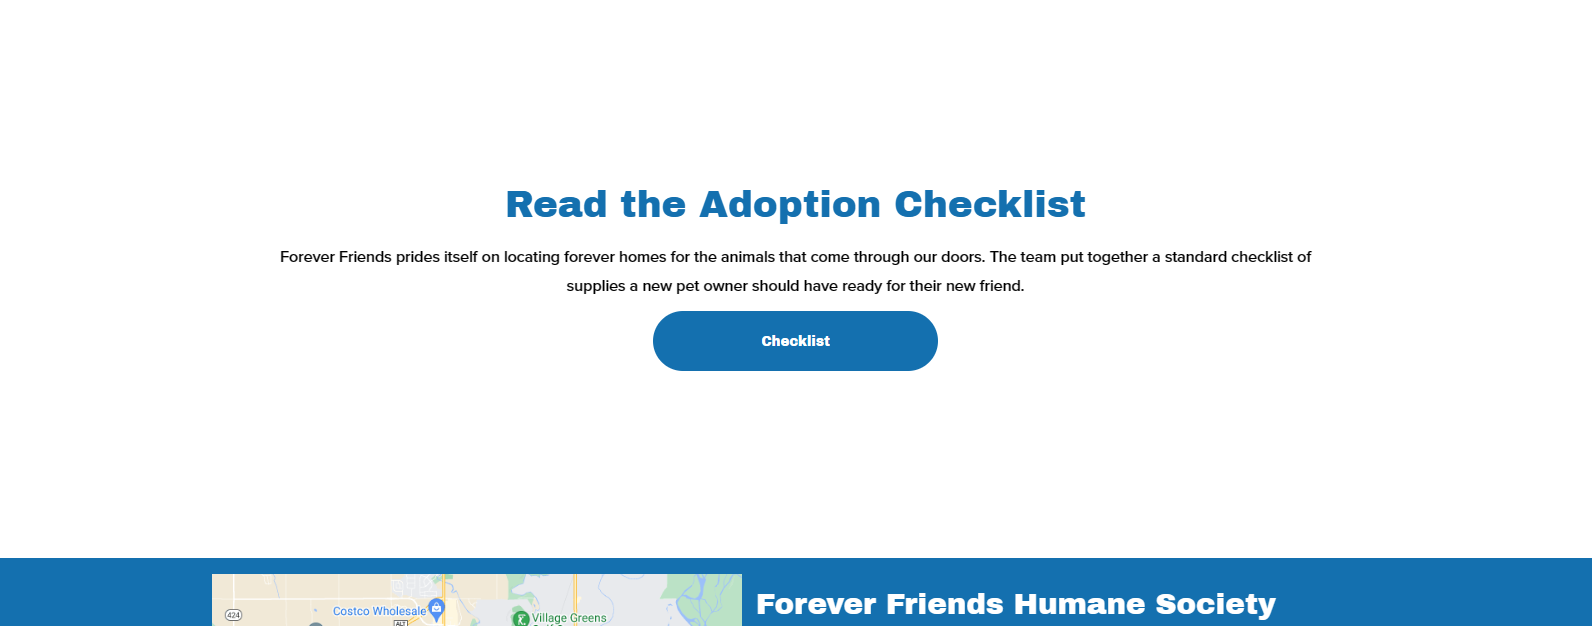 Read the Adoption Checklist
Forever Friends prides itself on locating forever homes for the animals that come through our doors. The team put together a standard checklist of
supplies a new pet owner should have ready for their new friend.
Checklist
Forever Friends Humane Society
424
Costco Wholesale
ALT
Village Greens